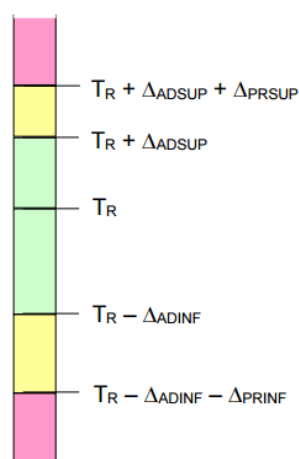 TR + ΔADSUP + ΔPRSUP
TR + ΔADSUP
TR
TR – ΔADINF
TR – ΔADINF – ΔPRINF